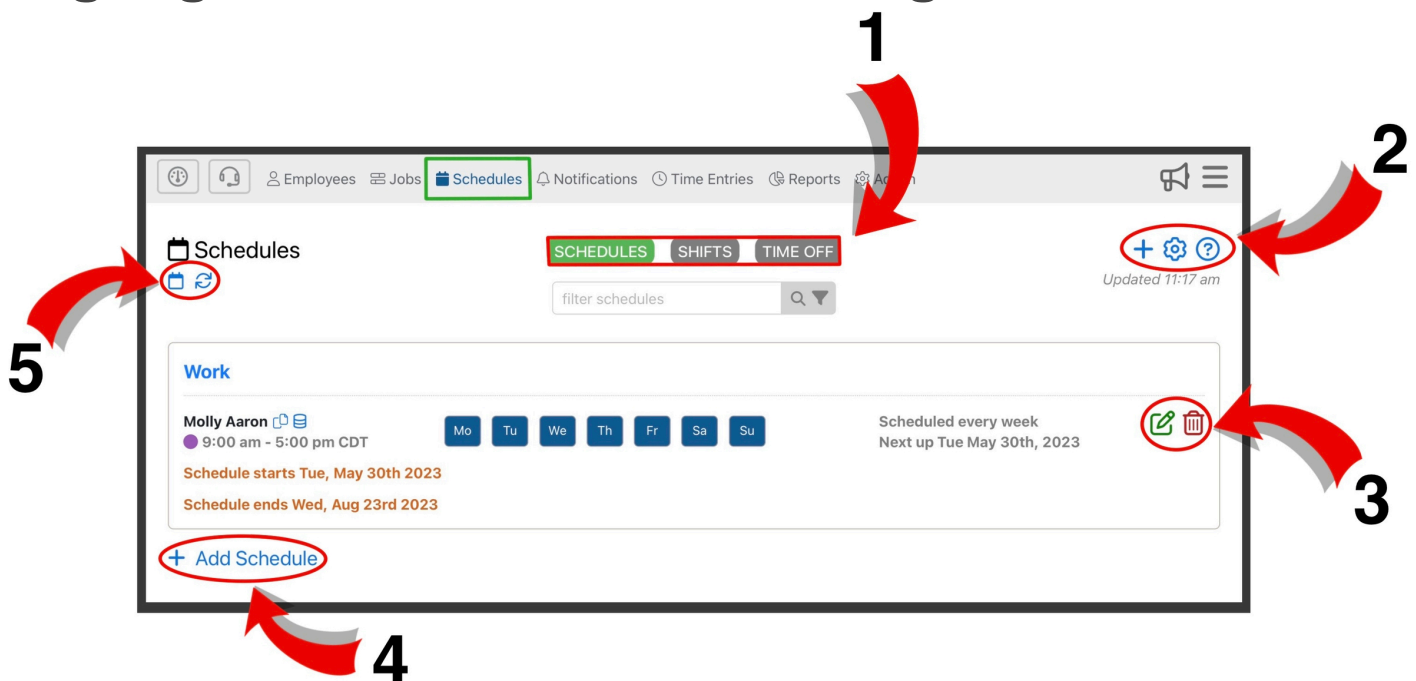 1
2
Employees Jobs Schedules Notifications Time Entries Reports
Schedules
SCHEDULES SHIFTS TIME OFF
Updated 11:17 am
filter schedules
5
Work
Molly Aaron
9:00 am - 5:00 pm CDT
Mo Tu We Th Fr Sa Su
Scheduled every week
Next up Tue May 30th, 2023
Schedule starts Tue, May 30th 2023
Schedule ends Wed, Aug 23rd 2023
3
+ Add Schedule
4